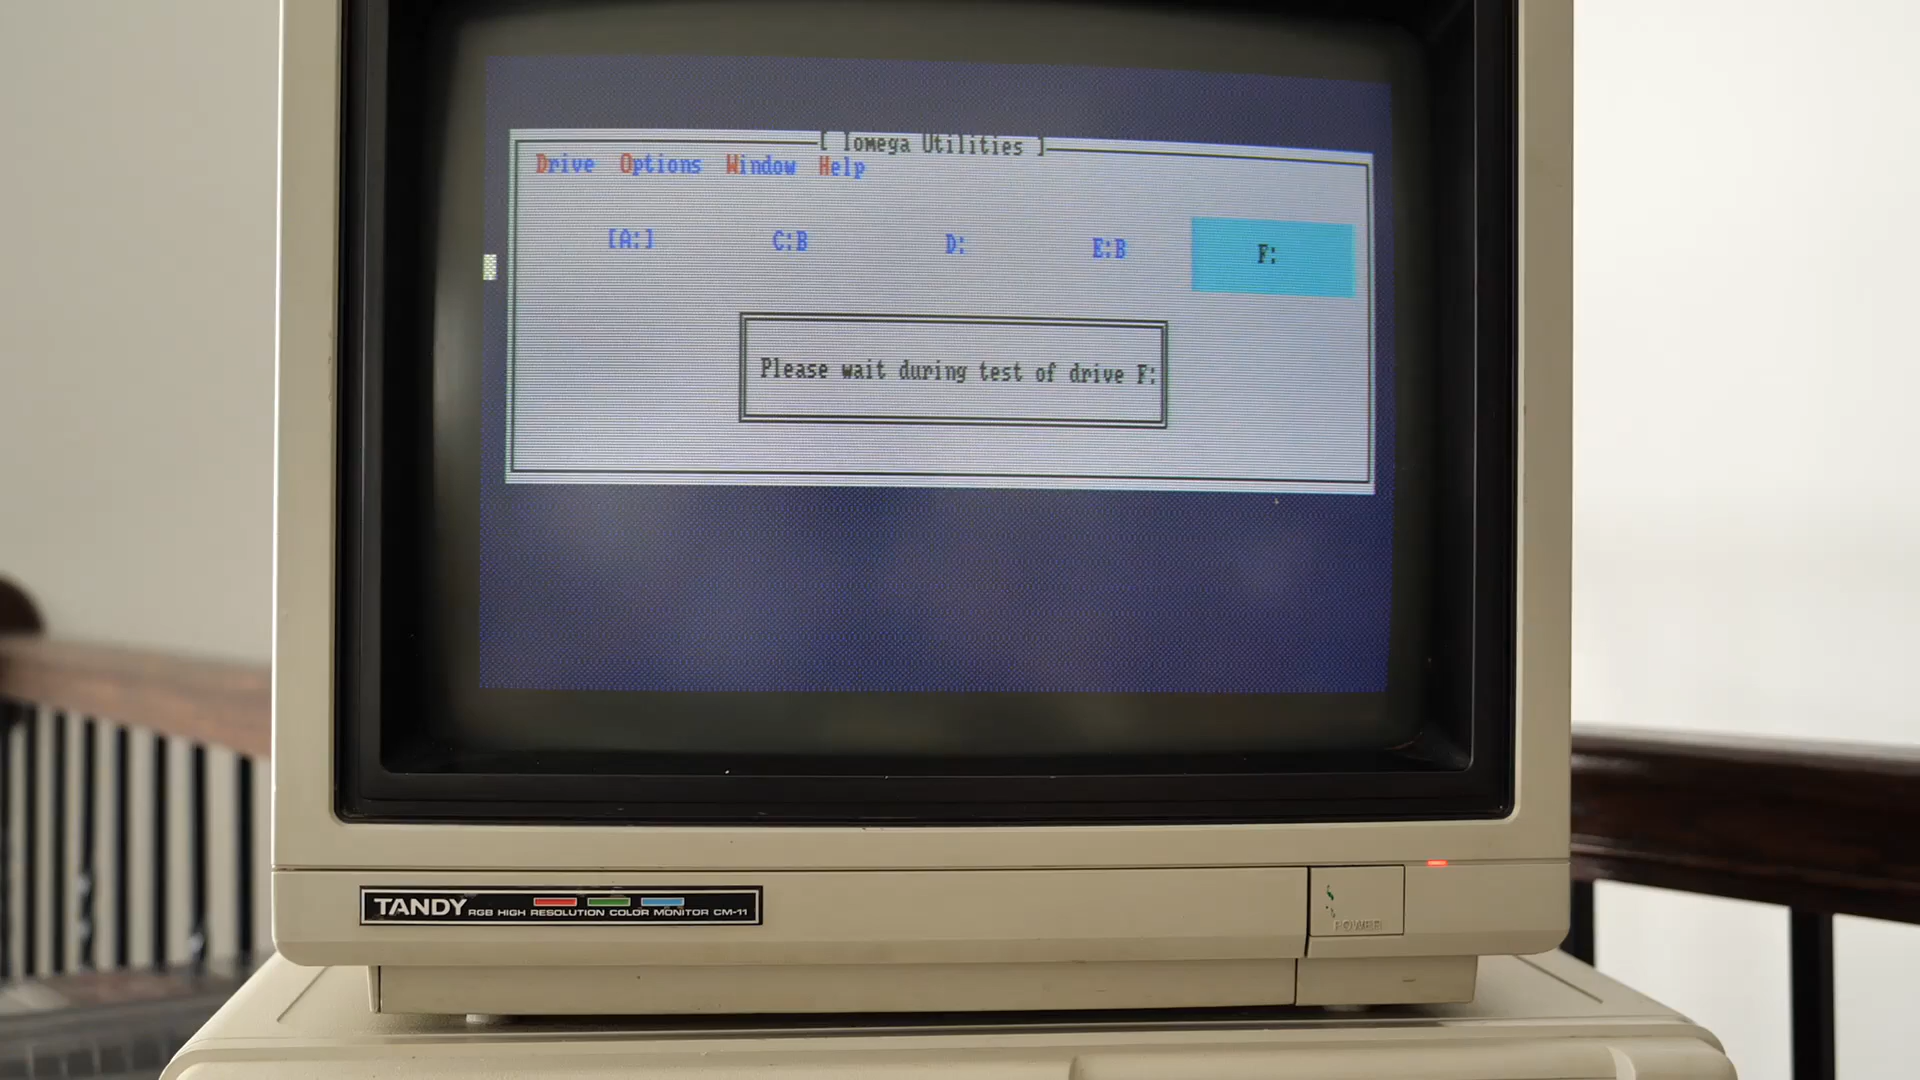 [ Iomega Utilities ]
Drive Options Window Help
[A:] C:B D: E:B F:
Please wait during test of drive F:
TANDY RGB HIGH RESOLUTION COLOR MONITOR CM-11
POWER